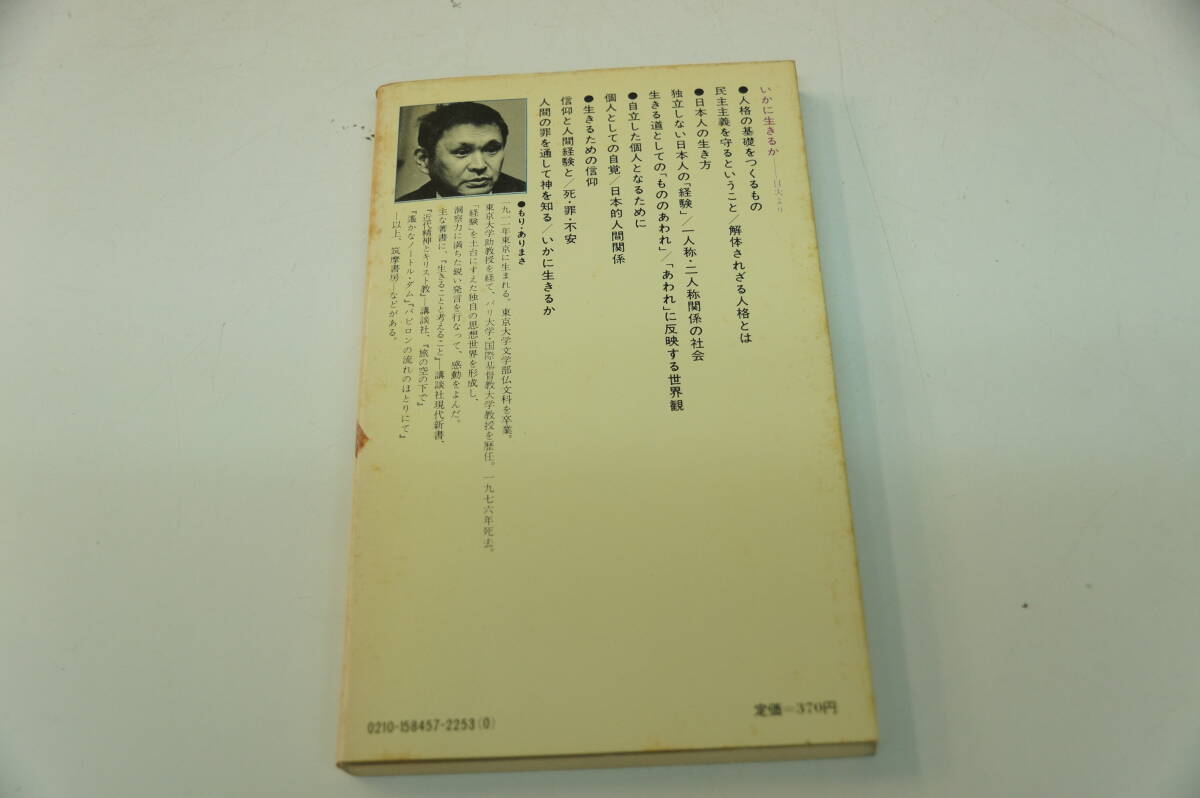 いかに生きるか——目次より
●人格の基礎をつくるもの
民主主義を守るということ/解体されざる人格とは
●日本人の生き方
独立しない日本人の「経験」/一人称・二人称関係の社会
生きる道としての「もののあわれ」/「あわれ」に反映する世界観
●自立した個人となるために
個人としての自覚/日本的人間関係
●生きるための信仰
信仰と人間経験と/死・罪・不安
人間の罪を通して神を知る/いかに生きるか
●もり・ありまさ
一九一一年東京に生まれる。東京大学文学部仏文科を卒業。
東京大学助教授を経て、パリ大学・国際基督教大学教授を歴任。一九七六年死去。
「経験」を土台にすえた独自の思想世界を形成し、
洞察力に満ちた鋭い発言を行なって、感動をよんだ。
主な著書に、『生きることと考えること』—講談社現代新書、
『近代精神とキリスト教』—講談社、『旅の空の下で』
『遙かなノートル・ダム』『バビロンの流れのほとりにて』
—以上、筑摩書房—などがある。
0210-158457-2253(0)
定価=370円